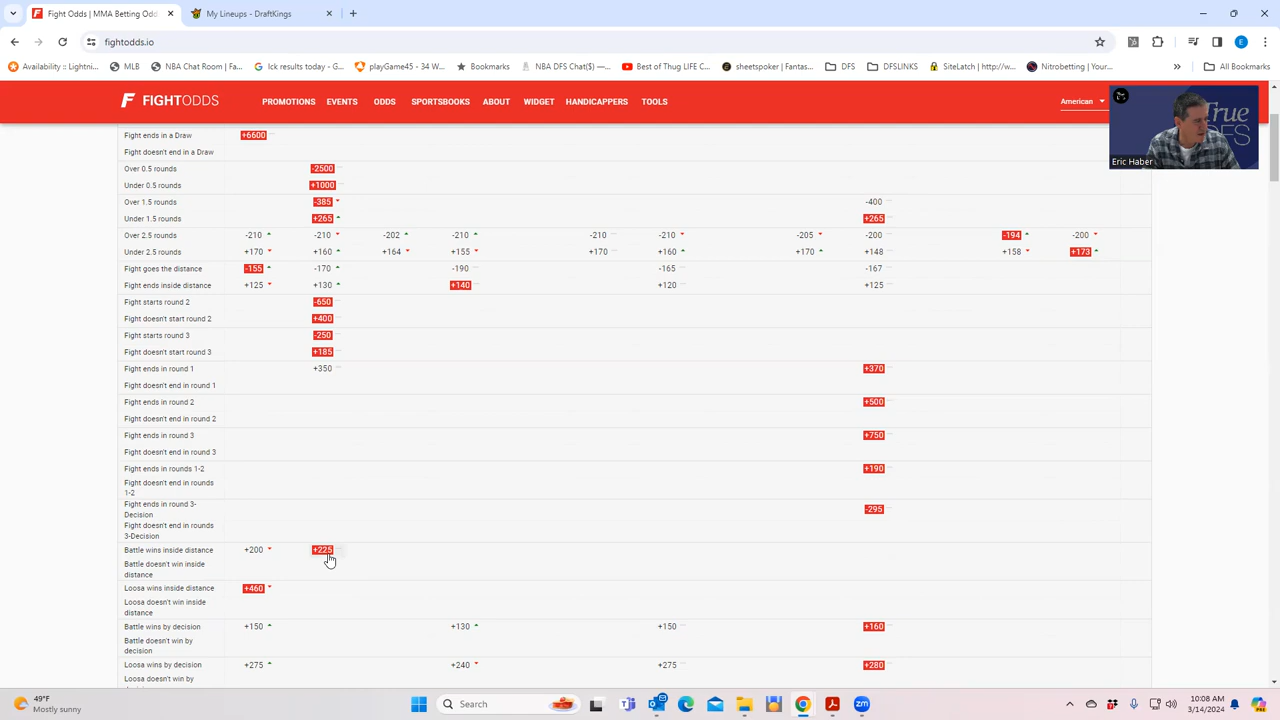 Fight Odds | MMA Betting Odd
My Lineups - DraftKings
fightodds.io
Availability :: Lightni...
MLB
NBA Chat Room | Fa...
Ick results today - G...
playGame45 - 34 W...
Bookmarks
NBA DFS Chat($) —...
Best of Thug LIFE C...
sheetspoker | Fantas...
DFS
DFSLINKS
SiteLatch | http://w...
Nitrobetting | Your...
All Bookmarks
FIGHTODDS
PROMOTIONS EVENTS ODDS SPORTSBOOKS ABOUT WIDGET HANDICAPPERS TOOLS
American
True
DFS
Eric Haber
Fight ends in a Draw +6600
Fight doesn't end in a Draw
Over 0.5 rounds -2500
Under 0.5 rounds +1000
Over 1.5 rounds -385 -400
Under 1.5 rounds +265 +265
Over 2.5 rounds -210 -210 -202 -210 -210 -210 -205 -200 -194 -200
Under 2.5 rounds +170 +160 +164 +155 +170 +160 +170 +148 +158 +173
Fight goes the distance -155 -170 -190 -165 -167
Fight ends inside distance +125 +130 +140 +120 +125
Fight starts round 2 -650
Fight doesn't start round 2 +400
Fight starts round 3 -250
Fight doesn't start round 3 +185
Fight ends in round 1 +350 +370
Fight doesn't end in round 1
Fight ends in round 2 +500
Fight doesn't end in round 2
Fight ends in round 3 +750
Fight doesn't end in round 3
Fight ends in rounds 1-2 +190
Fight doesn't end in rounds
1-2
Fight ends in round 3-
Decision -295
Fight doesn't end in rounds
3-Decision
Battle wins inside distance +200 +225
Battle doesn't win inside
distance
Loosa wins inside distance +460
Loosa doesn't win inside
distance
Battle wins by decision +150 +130 +150 +160
Battle doesn't win by
decision
Loosa wins by decision +275 +240 +275 +280
Loosa doesn't win by
49°F
Mostly sunny
Search
10:08 AM
3/14/2024